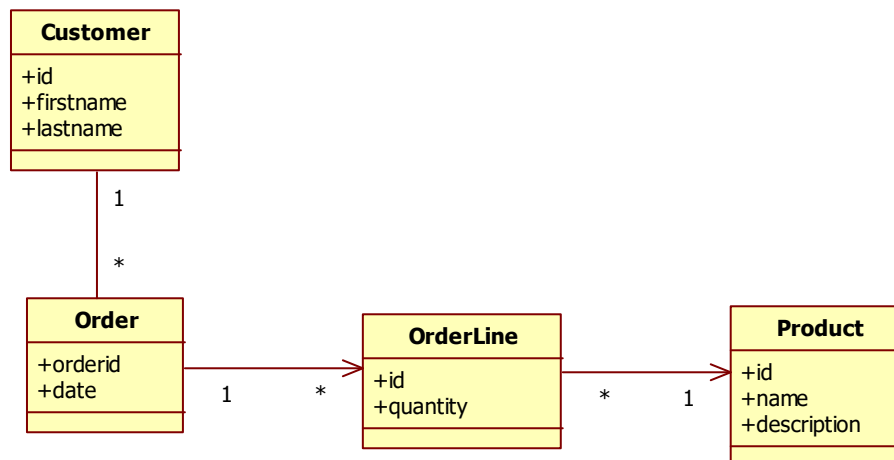 Customer
+id
+firstname
+lastname
1
*
Order
+orderid
+date
1
*
OrderLine
+id
+quantity
*
1
Product
+id
+name
+description